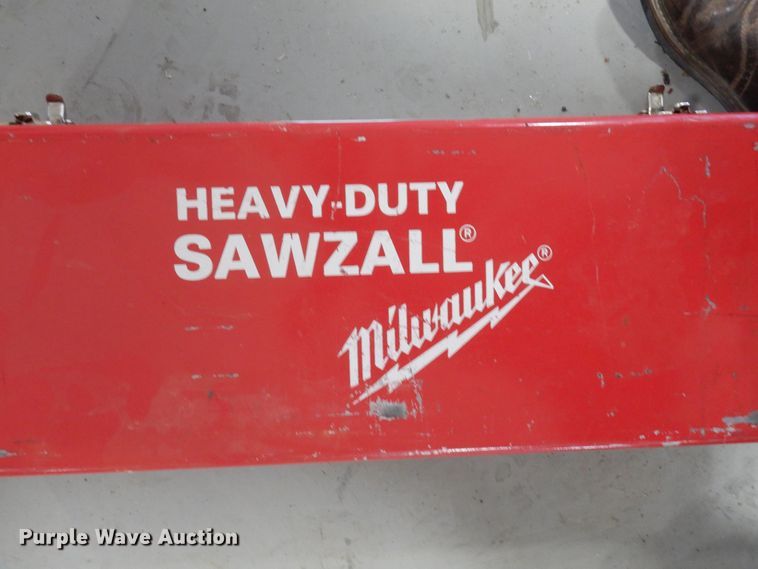 HEAVY-DUTY
SAWZALL®
Milwaukee®
Purple Wave Auction